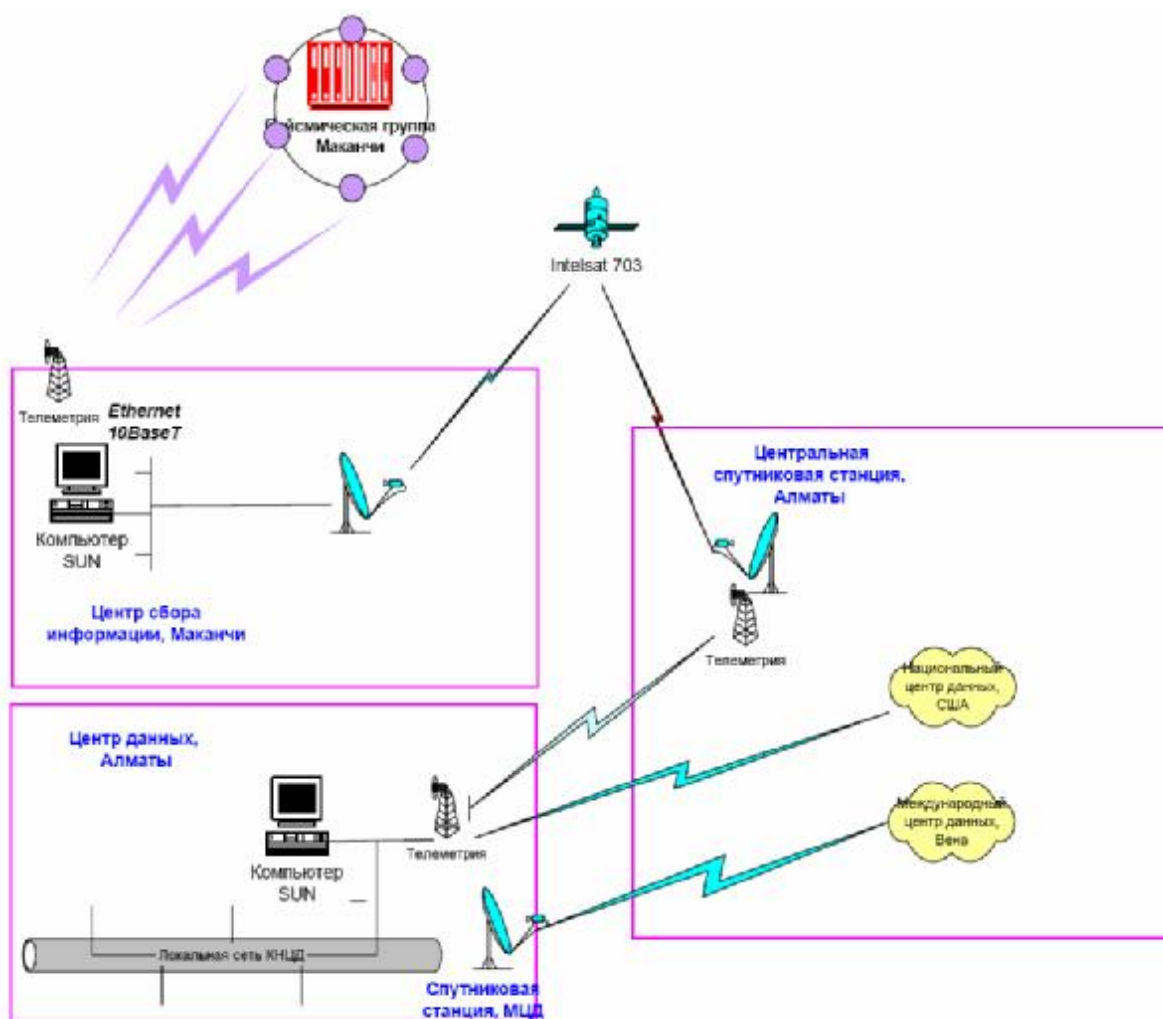 Сейсмическая группа
Маканчи
Intelsat 703
Телеметрия
Ethernet
10BaseT
Компьютер
SUN
Центр сбора
информации, Маканчи
Центральная
спутниковая станция,
Алматы
Телеметрия
Национальный
центр данных,
США
Международный
центр данных,
Вена
Центр данных,
Алматы
Телеметрия
Компьютер
SUN
Локальная сеть КНЦД
Спутниковая
станция, МЦД